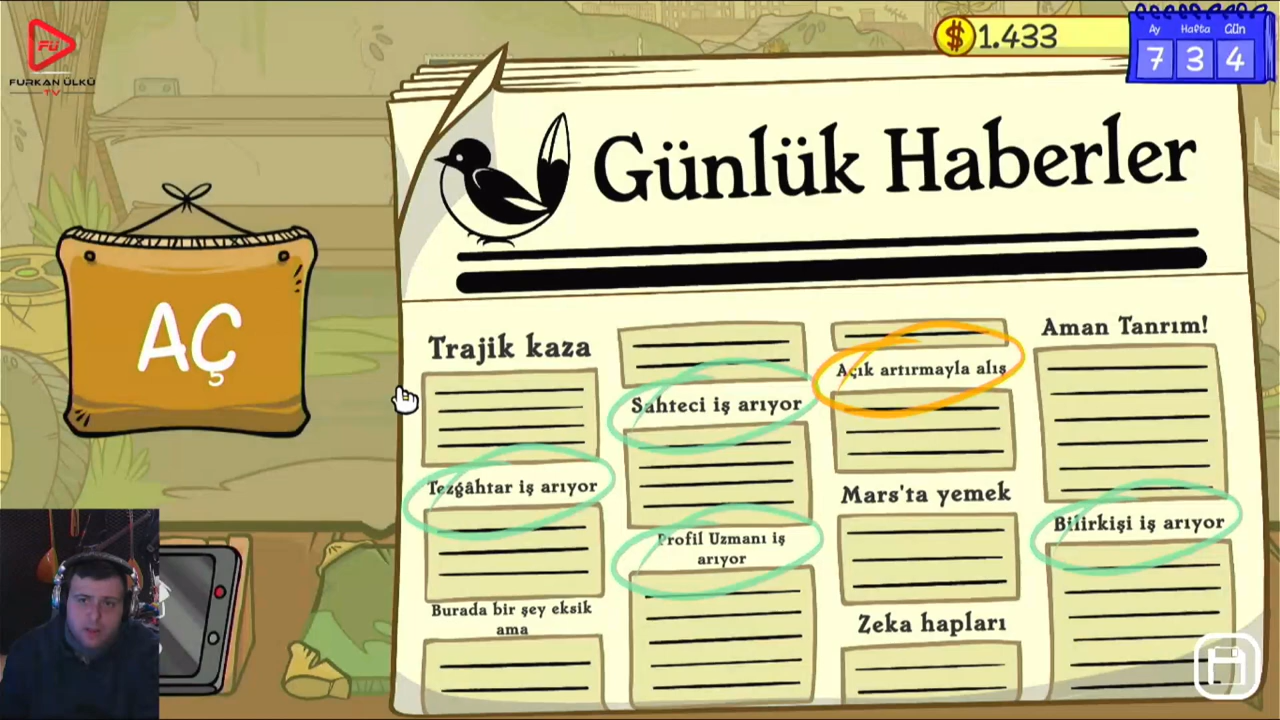 FU
FURKAN ÜLKÜ
TV
1.433
Ay Hafta Gün
7 3 4
Günlük Haberler
AÇ
Trajik kaza
Tezgâhtar iş arıyor
Burada bir şey eksik
ama
Sahteci iş arıyor
Profil Uzmanı iş
arıyor
Açık artırmayla alış
Mars'ta yemek
Zeka hapları
Aman Tanrım!
Bilirkişi iş arıyor